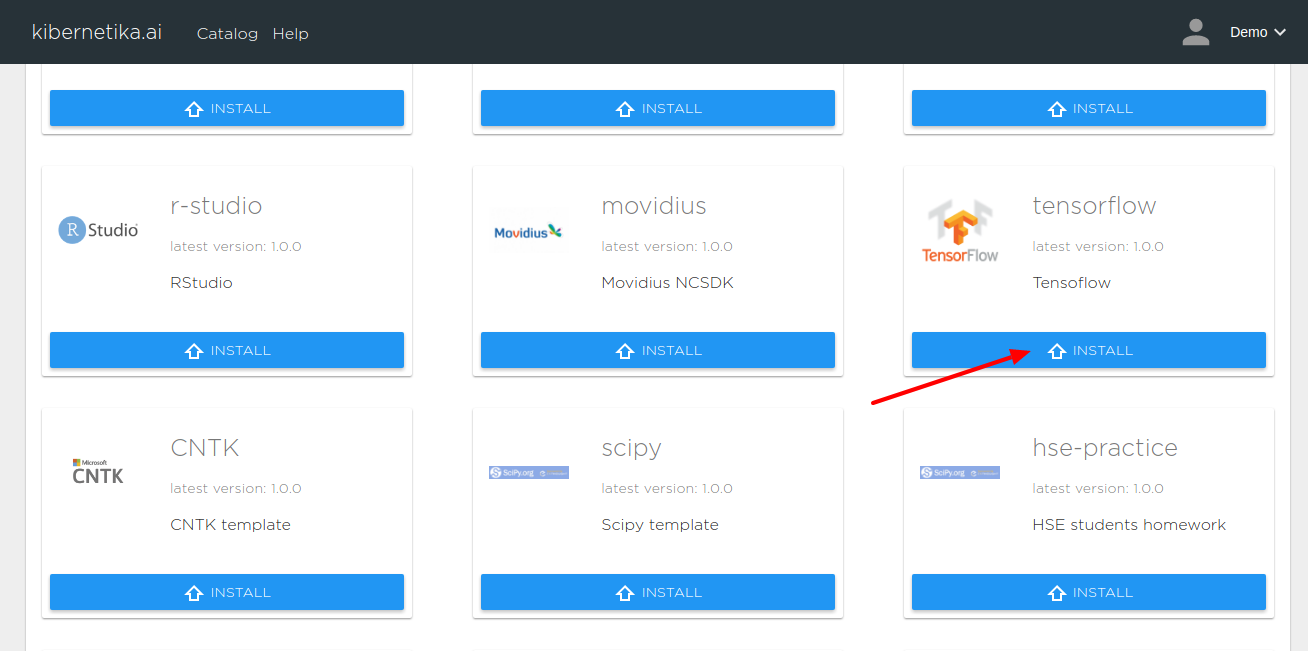 kibernetika.ai Catalog Help Demo
INSTALL INSTALL INSTALL
R Studio
r-studio
latest version: 1.0.0
RStudio
INSTALL
Movidius
movidius
latest version: 1.0.0
Movidius NCSDK
INSTALL
TensorFlow
tensorflow
latest version: 1.0.0
Tensoflow
INSTALL
Microsoft
CNTK
CNTK
latest version: 1.0.0
CNTK template
INSTALL
SciPy.org
scipy
latest version: 1.0.0
Scipy template
INSTALL
SciPy.org
hse-practice
latest version: 1.0.0
HSE students homework
INSTALL